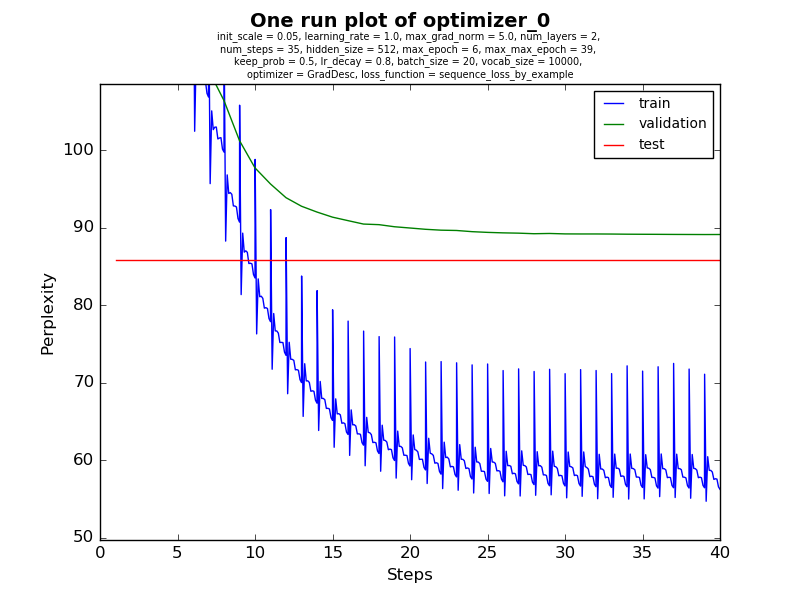 One run plot of optimizer_0
init_scale = 0.05, learning_rate = 1.0, max_grad_norm = 5.0, num_layers = 2,
num_steps = 35, hidden_size = 512, max_epoch = 6, max_max_epoch = 39,
keep_prob = 0.5, lr_decay = 0.8, batch_size = 20, vocab_size = 10000,
optimizer = GradDesc, loss_function = sequence_loss_by_example
train
validation
test
100
90
80
70
60
50
Perplexity
0 5 10 15 20 25 30 35 40
Steps